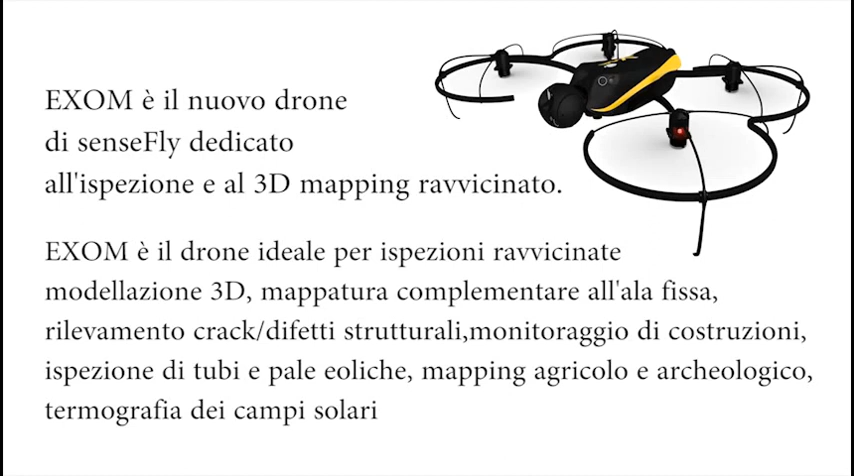 EXOM è il nuovo drone
di senseFly dedicato
all'ispezione e al 3D mapping ravvicinato.
EXOM è il drone ideale per ispezioni ravvicinate
modellazione 3D, mappatura complementare all'ala fissa,
rilevamento crack/difetti strutturali,monitoraggio di costruzioni,
ispezione di tubi e pale eoliche, mapping agricolo e archeologico,
termografia dei campi solari